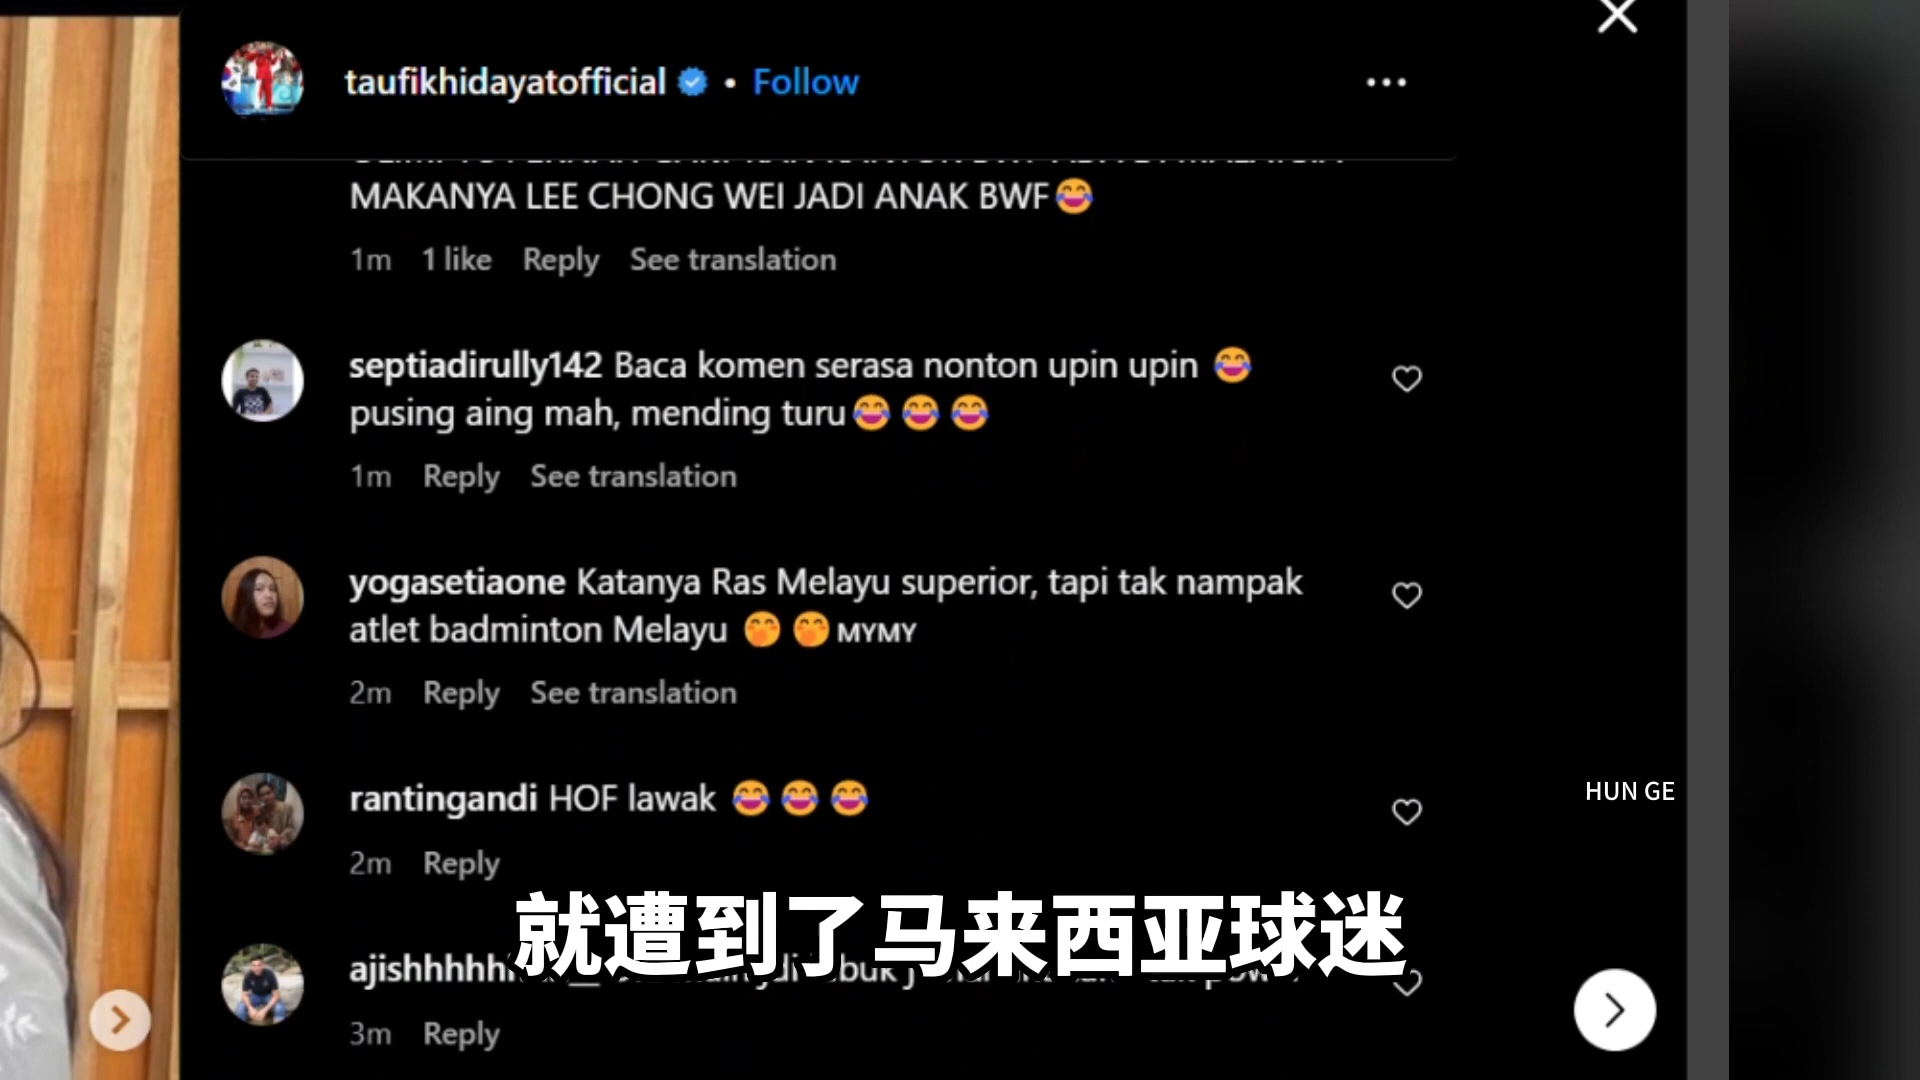 taufikhidayatofficial • Follow
MAKANYA LEE CHONG WEI JADI ANAK BWF😂
1m 1 like Reply See translation
septiadirully142 Baca komen serasa nonton upin upin 😂
pusing aing mah, mending turu😂😂😂
1m Reply See translation
yogasetiaone Katanya Ras Melayu superior, tapi tak nampak
atlet badminton Melayu 🤭🤭MYMY
2m Reply See translation
rantingandi HOF lawak 😂😂😂
2m Reply
HUN GE
就遭到了马来西亚球迷
3m Reply